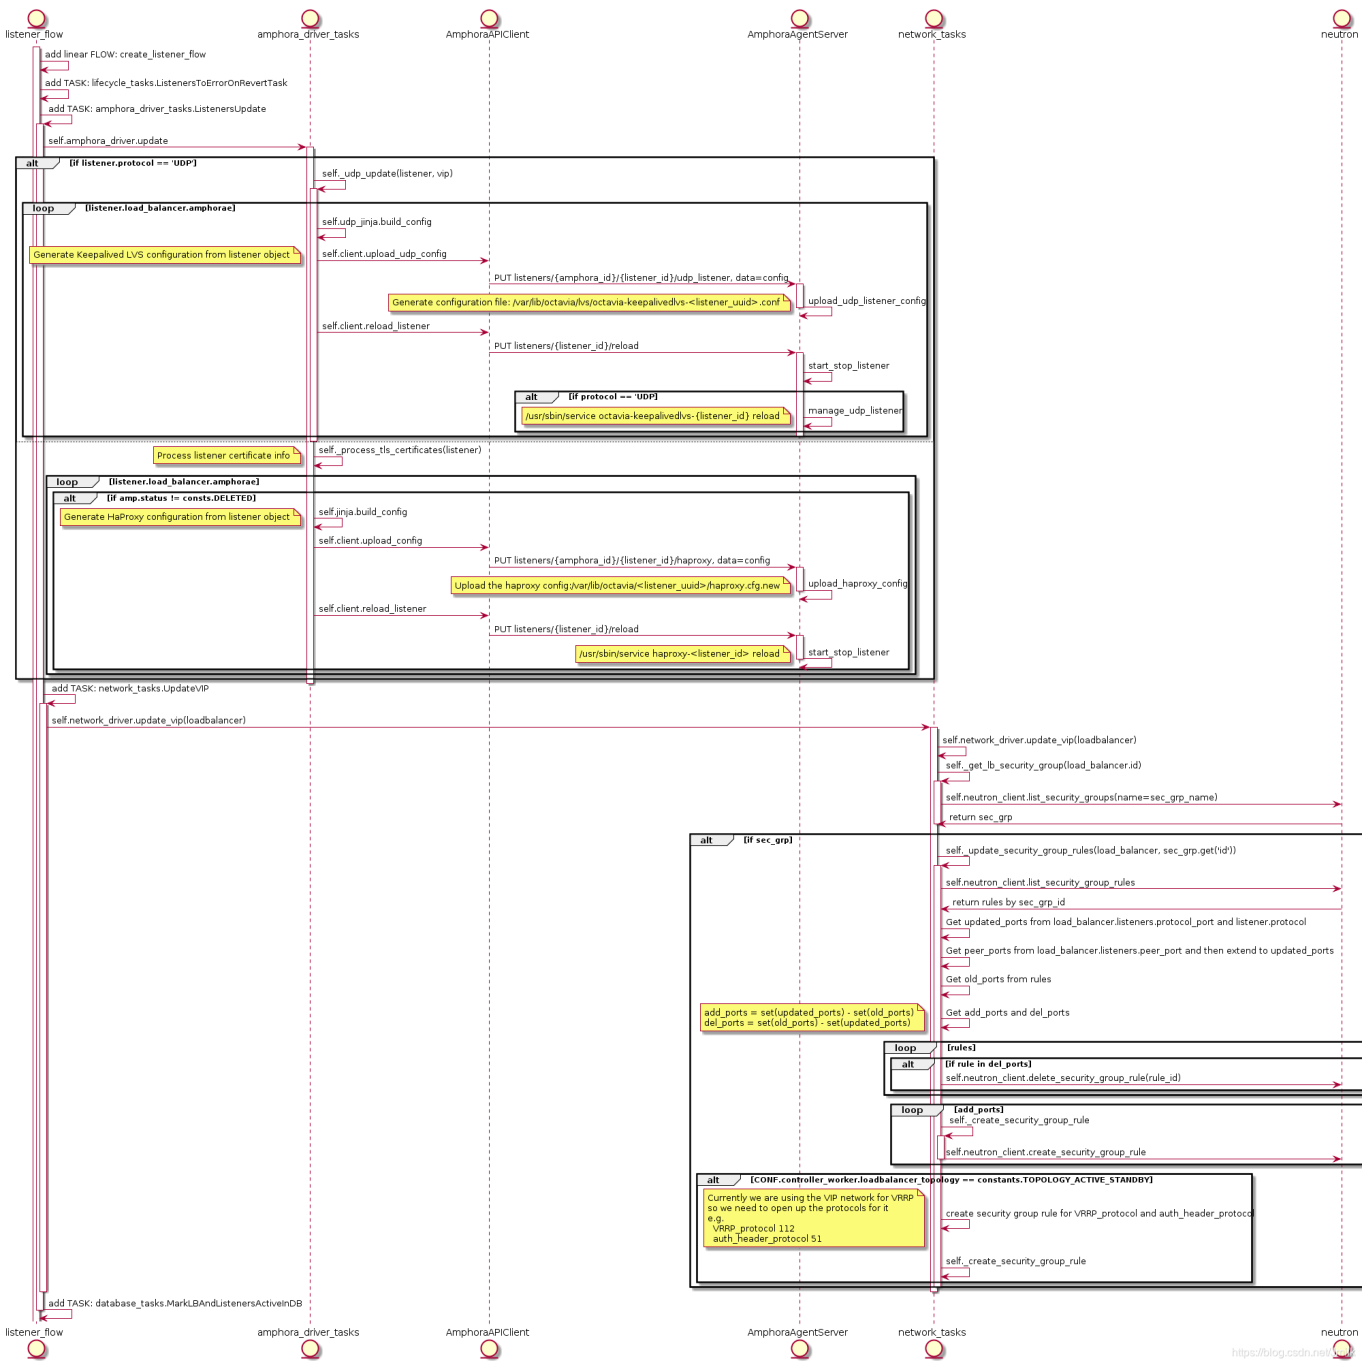 listener_flow
amphora_driver_tasks
AmphoraAPIClient
AmphoraAgentServer
network_tasks
neutron
add linear FLOW: create_listener_flow
add TASK: lifecycle_tasks.ListenersToErrorOnRevertTask
add TASK: amphora_driver_tasks.ListenersUpdate
self.amphora_driver.update
alt [if listener.protocol == 'UDP']
self._udp_update(listener, vip)
loop [listener.load_balancer.amphorae]
self.udp_jinja.build_config
Generate Keepalived LVS configuration from listener object
self.client.upload_udp_config
PUT listeners/{amphora_id}/{listener_id}/udp_listener, data=config
Generate configuration file: /var/lib/octavia/lvs/octavia-keepalivedlvs-<listener_uuid>.conf
upload_udp_listener_config
self.client.reload_listener
PUT listeners/{listener_id}/reload
start_stop_listener
alt [if protocol == 'UDP]
/usr/sbin/service octavia-keepalivedlvs-{listener_id} reload
manage_udp_listener
Process listener certificate info
self._process_tls_certificates(listener)
loop [listener.load_balancer.amphorae]
alt [if amp.status != consts.DELETED]
Generate HaProxy configuration from listener object
self.jinja.build_config
self.client.upload_config
PUT listeners/{amphora_id}/{listener_id}/haproxy, data=config
Upload the haproxy config:/var/lib/octavia/<listener_uuid>/haproxy.cfg.new
upload_haproxy_config
self.client.reload_listener
PUT listeners/{listener_id}/reload
/usr/sbin/service haproxy-<listener_id> reload
start_stop_listener
add TASK: network_tasks.UpdateVIP
self.network_driver.update_vip(loadbalancer)
self.network_driver.update_vip(loadbalancer)
self._get_lb_security_group(load_balancer.id)
self.neutron_client.list_security_groups(name=sec_grp_name)
return sec_grp
alt [if sec_grp]
self._update_security_group_rules(load_balancer, sec_grp.get('id'))
self.neutron_client.list_security_group_rules
return rules by sec_grp_id
Get updated_ports from load_balancer.listeners.protocol_port and listener.protocol
Get peer_ports from load_balancer.listeners.peer_port and then extend to updated_ports
Get old_ports from rules
add_ports = set(updated_ports) - set(old_ports)
del_ports = set(old_ports) - set(updated_ports)
Get add_ports and del_ports
loop [rules]
alt [if rule in del_ports]
self.neutron_client.delete_security_group_rule(rule_id)
loop [add_ports]
self._create_security_group_rule
self.neutron_client.create_security_group_rule
alt [CONF.controller_worker.loadbalancer_topology == constants.TOPOLOGY_ACTIVE_STANDBY]
Currently we are using the VIP network for VRRP
so we need to open up the protocols for it
e.g.
VRRP_protocol 112
auth_header_protocol 51
create security group rule for VRRP_protocol and auth_header_protocol
self._create_security_group_rule
add TASK: database_tasks.MarkLBAndListenersActiveInDB
listener_flow
amphora_driver_tasks
AmphoraAPIClient
AmphoraAgentServer
network_tasks
neutron